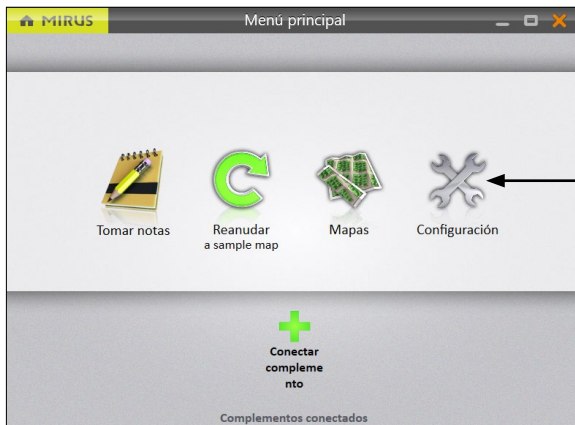 MIRUS
Menú principal
Tomar notas
Reanudar
a sample map
Mapas
Configuración
Conectar
compleme
nto
Complementos conectados